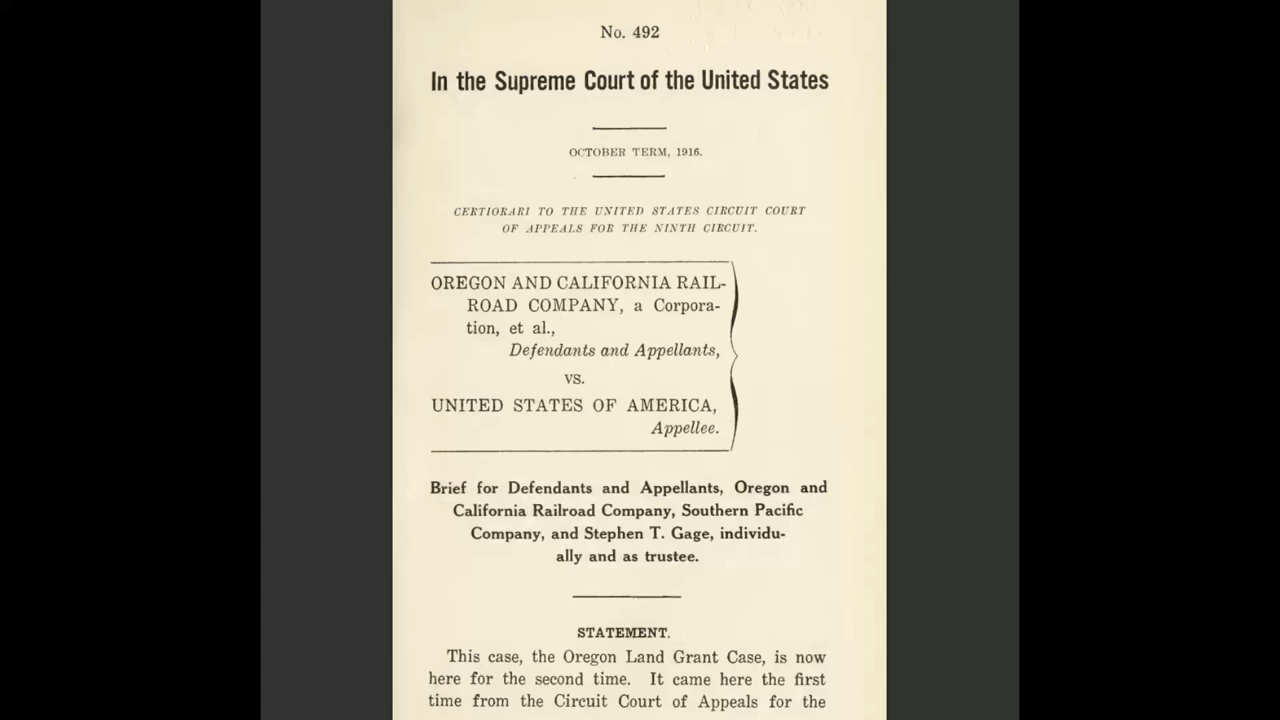 No. 492
In the Supreme Court of the United States
OCTOBER TERM, 1916.
CERTIORARI TO THE UNITED STATES CIRCUIT COURT
OF APPEALS FOR THE NINTH CIRCUIT.
OREGON AND CALIFORNIA RAIL-
ROAD COMPANY, a Corpora-
tion, et al.,
Defendants and Appellants,
vs.
UNITED STATES OF AMERICA,
Appellee.
Brief for Defendants and Appellants, Oregon and
California Railroad Company, Southern Pacific
Company, and Stephen T. Gage, individu-
ally and as trustee.
STATEMENT.
This case, the Oregon Land Grant Case, is now
here for the second time. It came here the first
time from the Circuit Court of Appeals for the